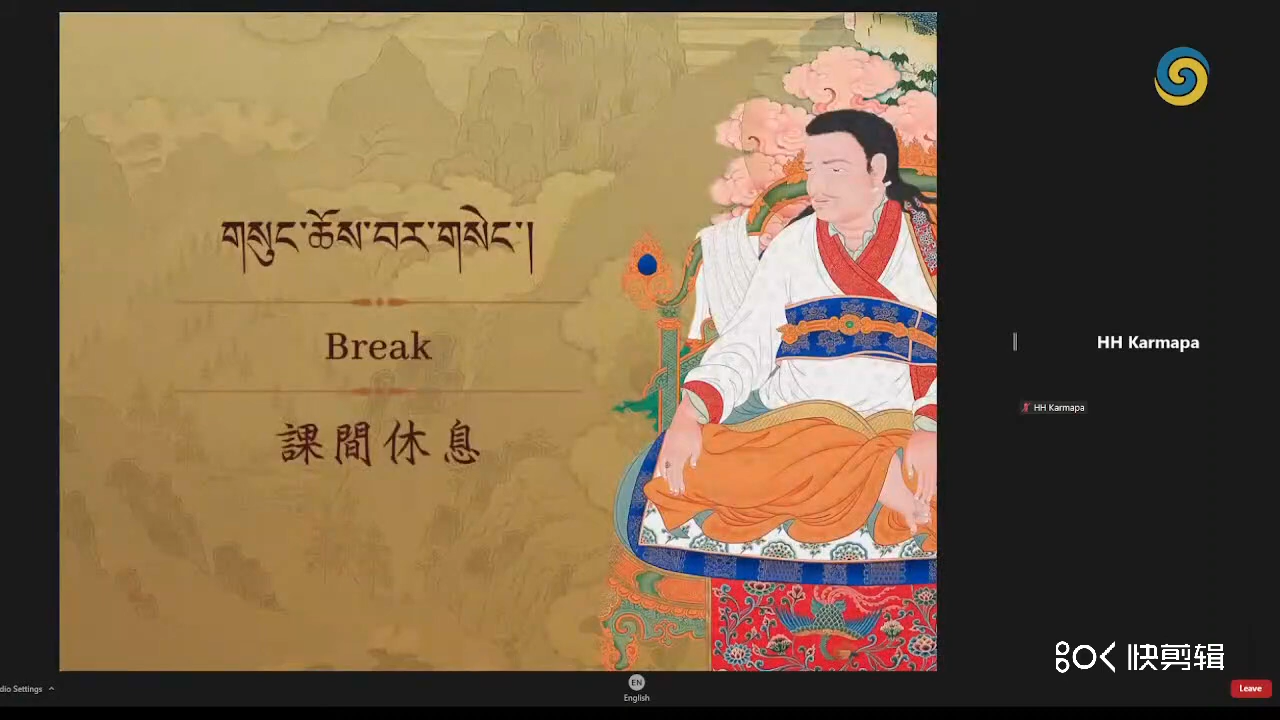 གསུང་ཆོས་བར་གསེང་།
Break
課間休息
HH Karmapa
HH Karmapa
快剪辑
dio Settings
EN
English
Leave